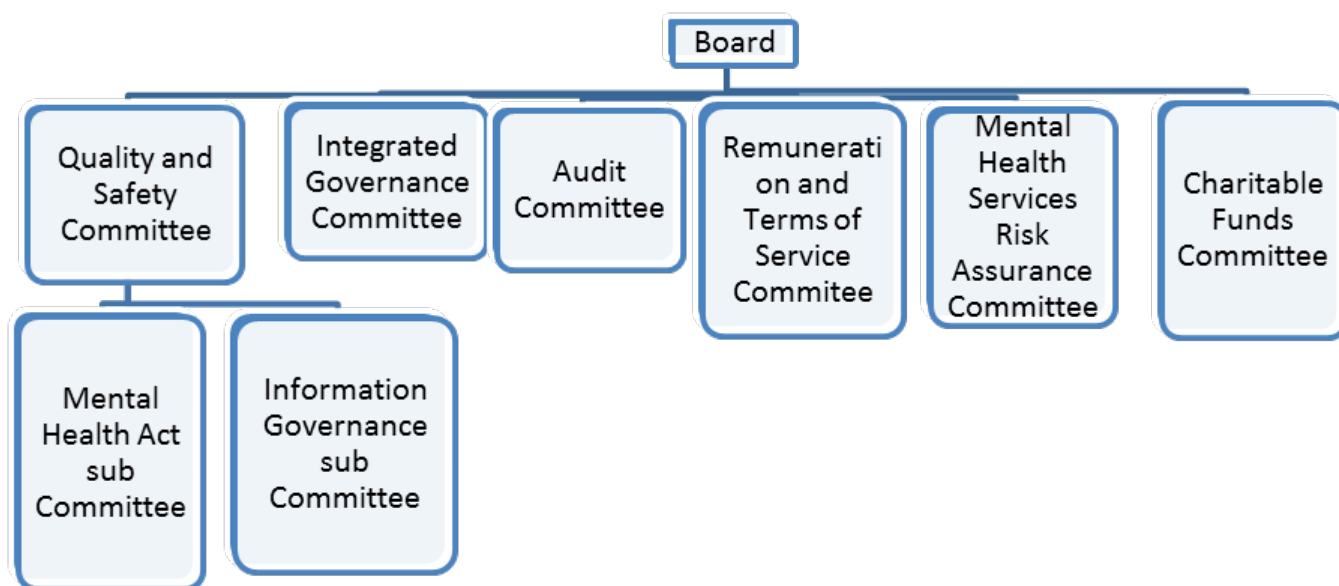 Board
Quality and
Safety
Committee
Integrated
Governance
Committee
Audit
Committee
Remunerati
on and
Terms of
Service
Commitee
Mental
Health
Services
Risk
Assurance
Committee
Charitable
Funds
Committee
Mental
Health Act
sub
Committee
Information
Governance
sub
Committee